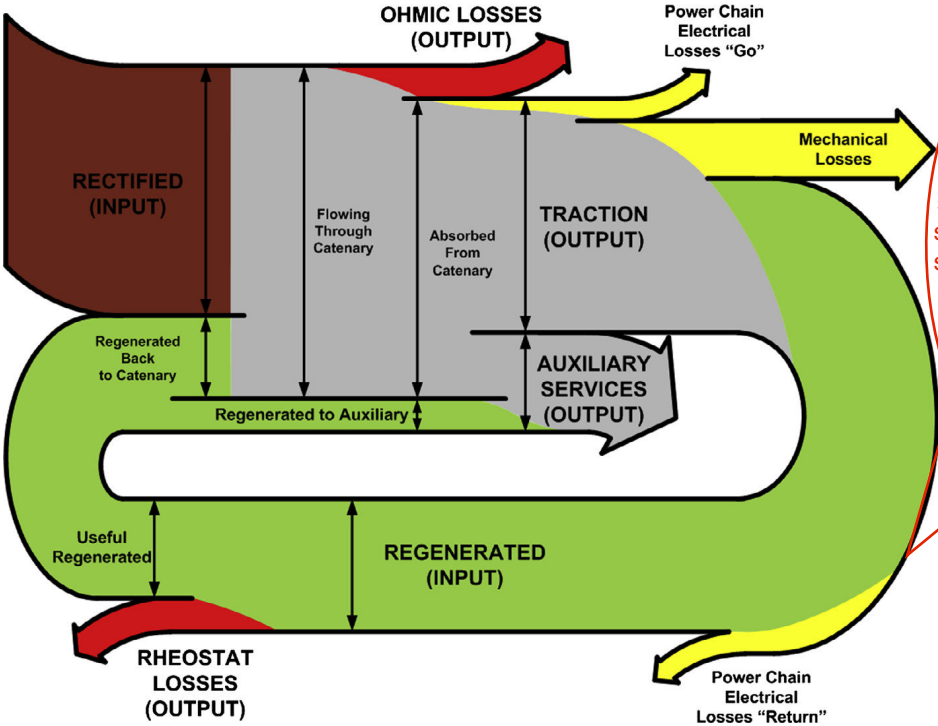 OHMIC LOSSES
(OUTPUT)
Power Chain
Electrical
Losses “Go”
Mechanical
Losses
RECTIFIED
(INPUT)
Flowing
Through
Catenary
Absorbed
From
Catenary
TRACTION
(OUTPUT)
Regenerated
Back
to Catenary
AUXILIARY
SERVICES
(OUTPUT)
Regenerated to Auxiliary
Useful
Regenerated
REGENERATED
(INPUT)
RHEOSTAT
LOSSES
(OUTPUT)
Power Chain
Electrical
Losses “Return”